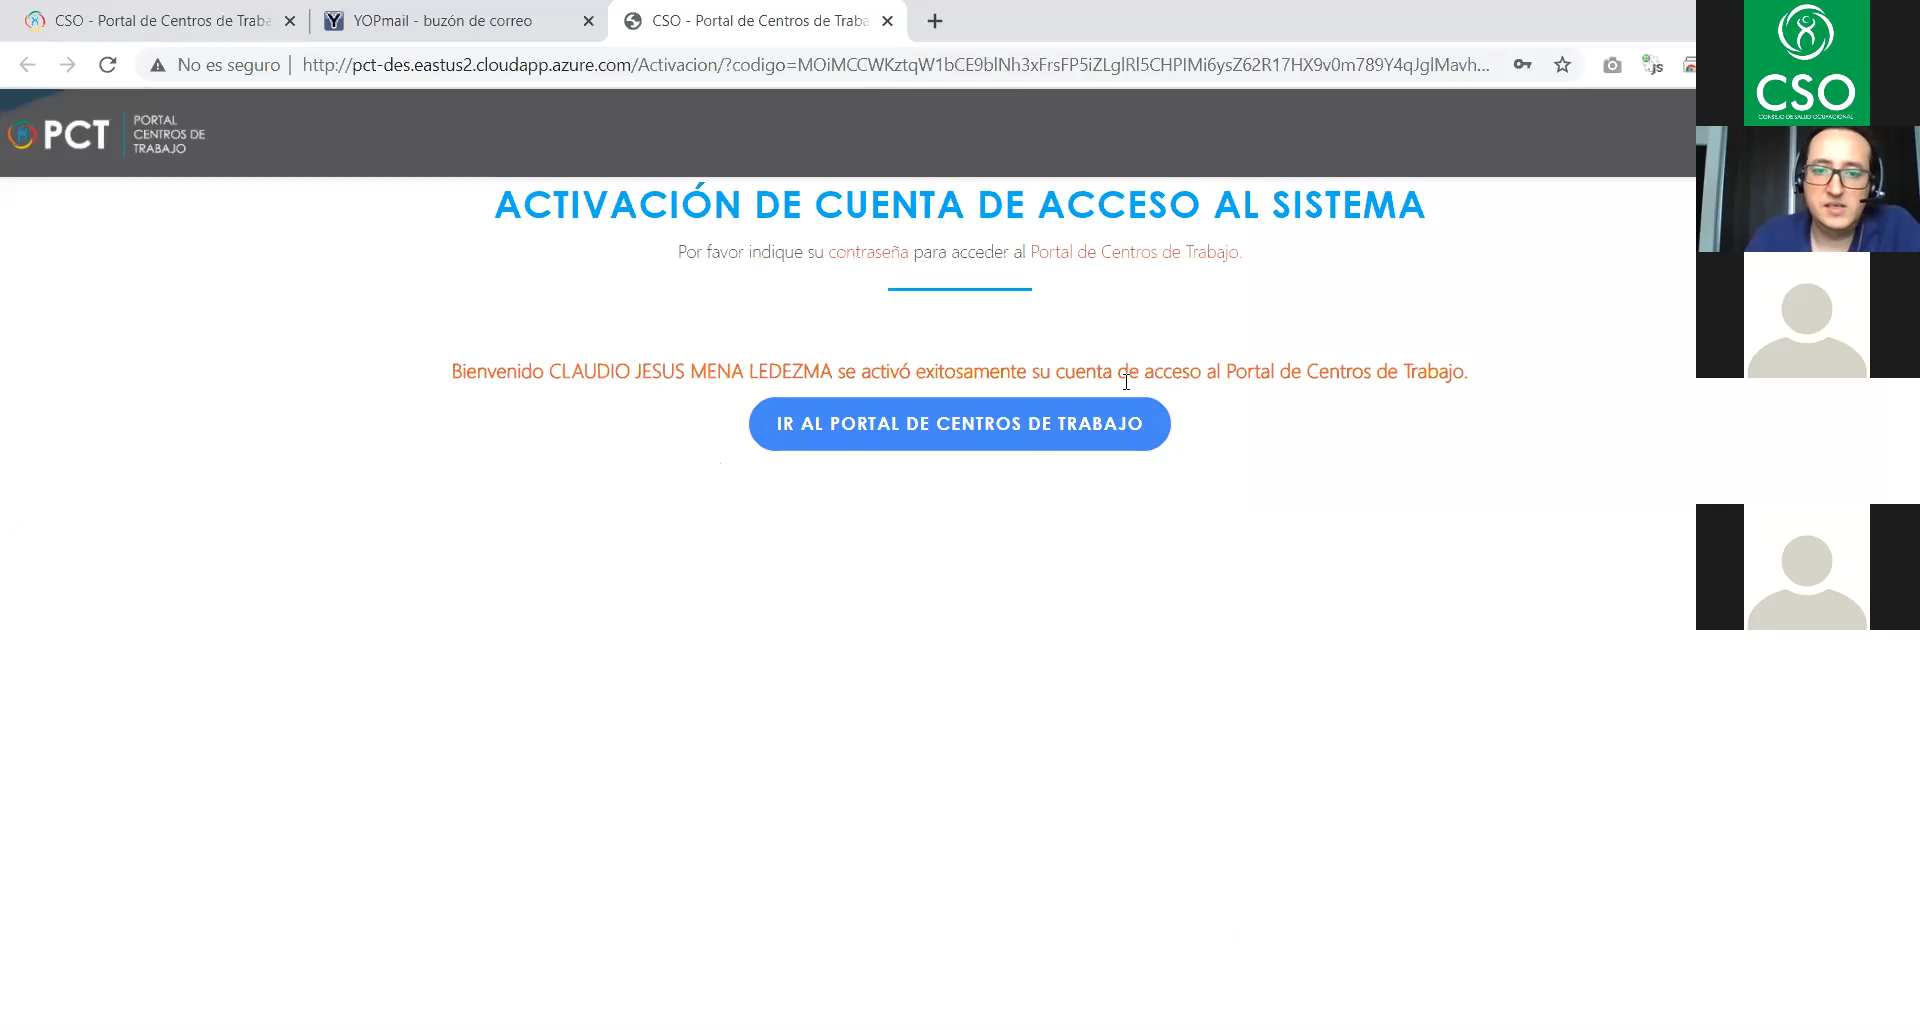 CSO - Portal de Centros de Traba
YOPmail - buzón de correo
CSO - Portal de Centros de Traba
No es seguro
http://pct-des.eastus2.cloudapp.azure.com/Activacion/?codigo=
PCT
PORTAL
CENTROS DE
TRABAJO
CSO
CONSEJO DE SALUD OCUPACIONAL
ACTIVACIÓN DE CUENTA DE ACCESO AL SISTEMA
Por favor indique su contraseña para acceder al Portal de Centros de Trabajo.
Bienvenido CLAUDIO JESUS MENA LEDEZMA se activó exitosamente su cuenta de acceso al Portal de Centros de Trabajo.
IR AL PORTAL DE CENTROS DE TRABAJO